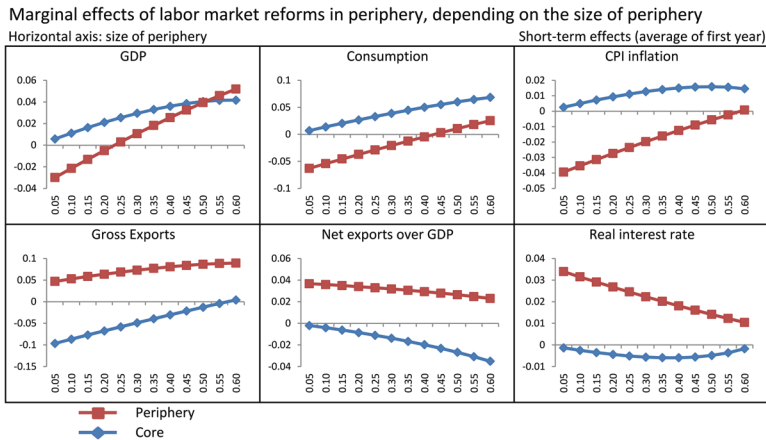 Marginal effects of labor market reforms in periphery, depending on the size of periphery
Horizontal axis: size of periphery
Short-term effects (average of first year)
GDP
0.06
0.04
0.02
0
-0.02
-0.04
0.05 0.10 0.15 0.20 0.25 0.30 0.35 0.40 0.45 0.50 0.55 0.60
Consumption
0.1
0.05
0
-0.05
-0.1
0.05 0.10 0.15 0.20 0.25 0.30 0.35 0.40 0.45 0.50 0.55 0.60
CPI inflation
0.02
0.01
0
-0.01
-0.02
-0.03
-0.04
-0.05
0.05 0.10 0.15 0.20 0.25 0.30 0.35 0.40 0.45 0.50 0.55 0.60
Gross Exports
0.1
0.05
0
-0.05
-0.1
-0.15
0.05 0.10 0.15 0.20 0.25 0.30 0.35 0.40 0.45 0.50 0.55 0.60
Net exports over GDP
0.06
0.04
0.02
0
-0.02
-0.04
0.05 0.10 0.15 0.20 0.25 0.30 0.35 0.40 0.45 0.50 0.55 0.60
Real interest rate
0.04
0.03
0.02
0.01
0
-0.01
0.05 0.10 0.15 0.20 0.25 0.30 0.35 0.40 0.45 0.50 0.55 0.60
Periphery
Core